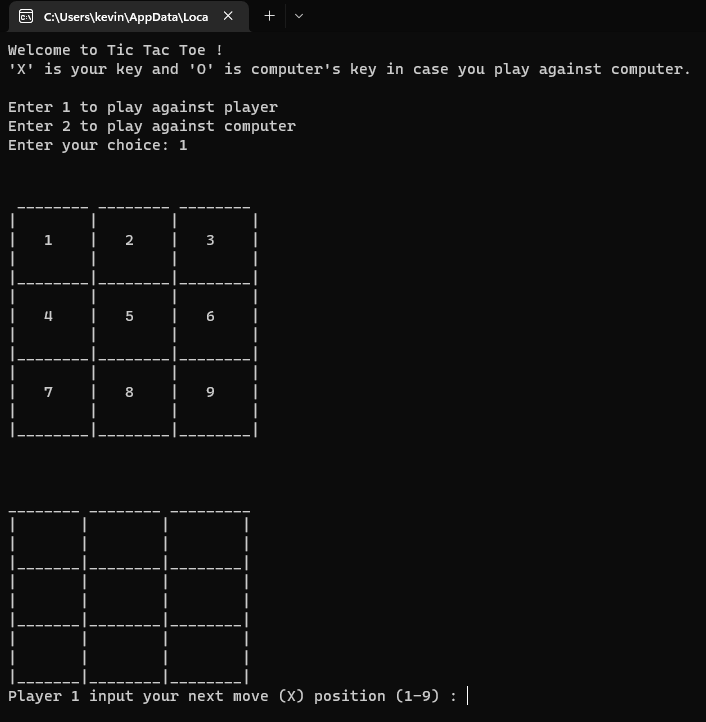 C:\Users\kevin\AppData\Loca
Welcome to Tic Tac Toe !
'X' is your key and 'O' is computer's key in case you play against computer.
Enter 1 to play against player
Enter 2 to play against computer
Enter your choice: 1
1 2 3
4 5 6
7 8 9
Player 1 input your next move (X) position (1-9) :